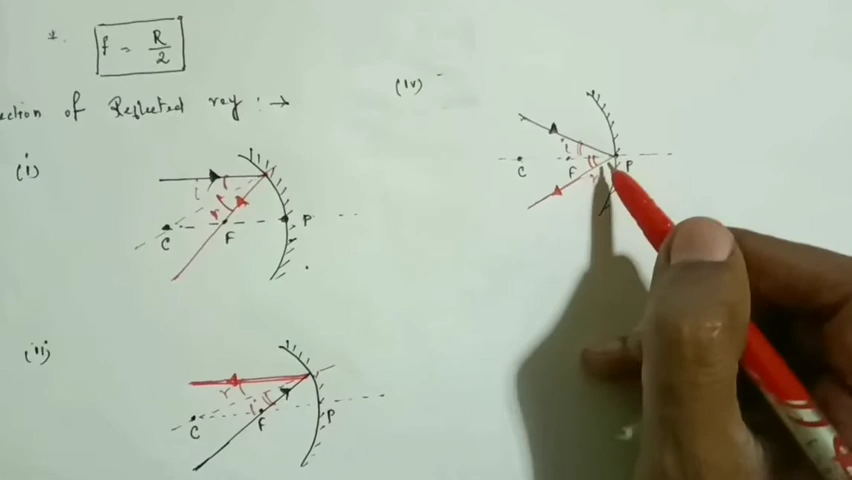 * f = R/2
ection of Reflected ray : →
(i)
i
r
C
F
P
(ii)
r
i
C
F
P
(iv)
i
r
C
F
P